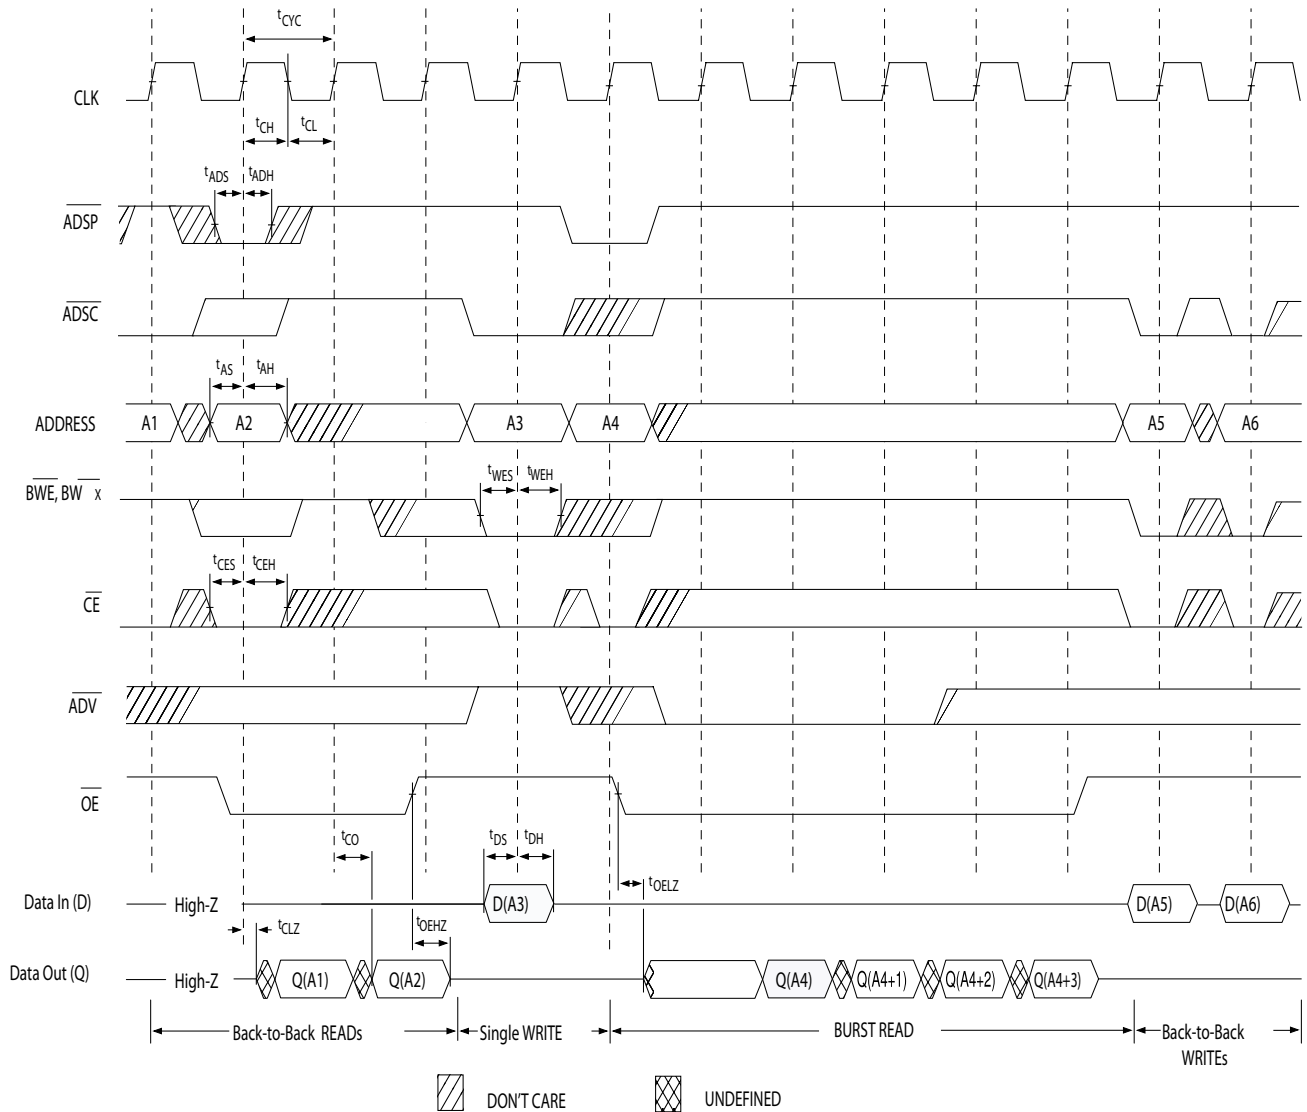 tCYC
CLK
tCH
tCL
tADS
tADH
ADSP
ADSC
tAS
tAH
ADDRESS
A1
A2
A3
A4
A5
A6
tWES
tWEH
BWE, BW x
tCES
tCEH
CE
ADV
OE
tCO
tDS
tDH
tOELZ
Data In (D)
High-Z
D(A3)
D(A5)
D(A6)
tCLZ
tOEHZ
Data Out (Q)
High-Z
Q(A1)
Q(A2)
Q(A4)
Q(A4+1)
Q(A4+2)
Q(A4+3)
Back-to-Back READs
Single WRITE
BURST READ
Back-to-Back
WRITEs
DON'T CARE
UNDEFINED